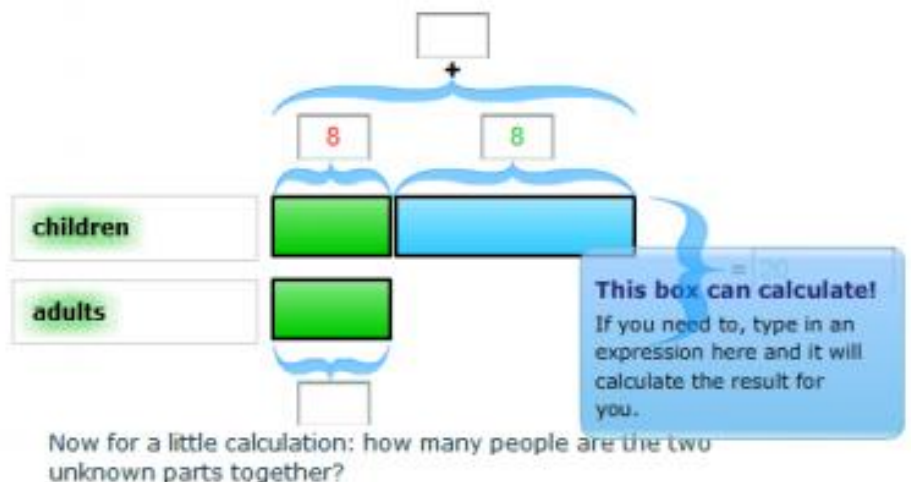 +
8 8
children
= 20
adults
This box can calculate!
If you need to, type in an
expression here and it will
calculate the result for
you.
Now for a little calculation: how many people are the two
unknown parts together?